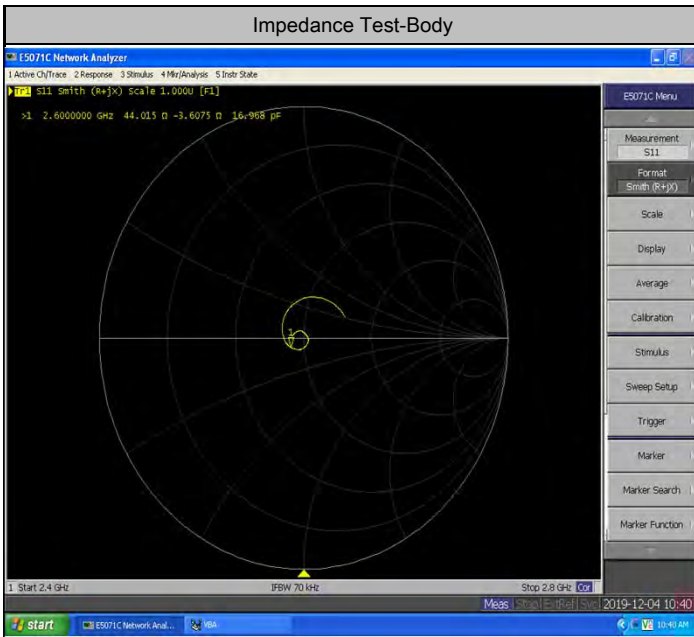 Impedance Test-Body
E5071C Network Analyzer
1 Active Ch/Trace 2 Response 3 Stimulus 4 Mkr/Analysis 5 Instr State
Tr1 S11 Smith (R+jX) Scale 1.000U [F1]
>1 2.6000000 GHz 44.015 Ω -3.6075 Ω 16.968 pF
1
E5071C Menu
Measurement
S11
Format
Smith (R+jX)
Scale
Display
Average
Calibration
Stimulus
Sweep Setup
Trigger
Marker
Marker Search
Marker Function
1 Start 2.4 GHz IFBW 70 kHz Stop 2.8 GHz Cor
Meas Stop ExtRef Svc 2019-12-04 10:40
start E5071C Network Anal... VBA 10:40 AM